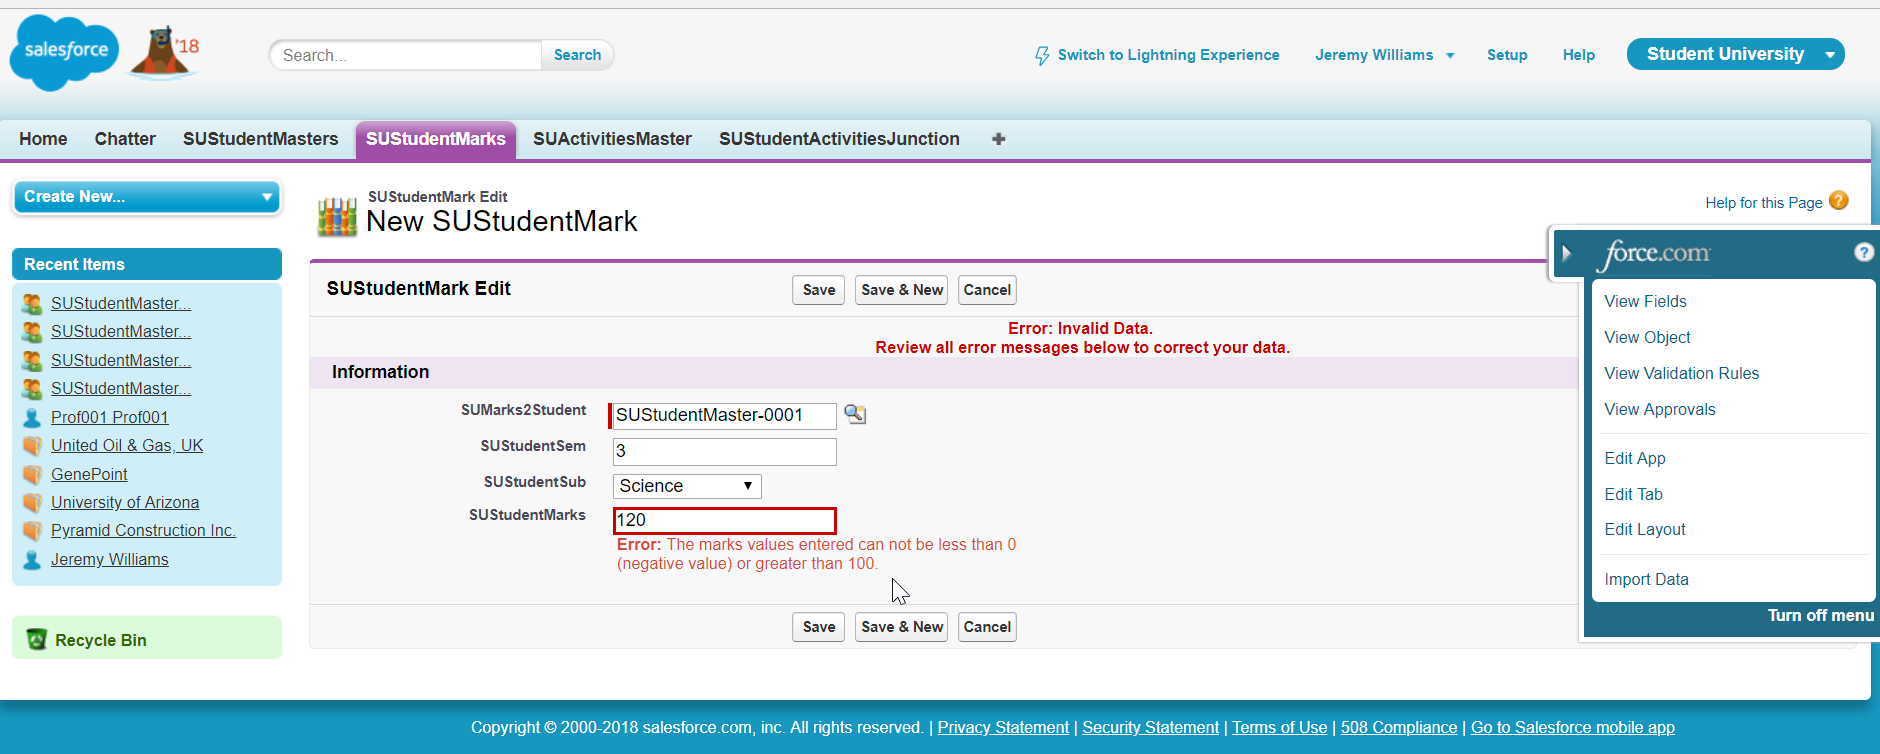 salesforce
'18
Search...
Search
Switch to Lightning Experience
Jeremy Williams
Setup
Help
Student University
Home
Chatter
SUStudentMasters
SUStudentMarks
SUActivitiesMaster
SUStudentActivitiesJunction
Create New...
Recent Items
SUStudentMaster...
SUStudentMaster...
SUStudentMaster...
SUStudentMaster...
Prof001 Prof001
United Oil & Gas, UK
GenePoint
University of Arizona
Pyramid Construction Inc.
Jeremy Williams
Recycle Bin
SUStudentMark Edit
New SUStudentMark
Help for this Page ?
SUStudentMark Edit
Save
Save & New
Cancel
Error: Invalid Data.
Review all error messages below to correct your data.
Information
SUMarks2Student
SUStudentMaster-0001
SUStudentSem
3
SUStudentSub
Science
SUStudentMarks
120
Error: The marks values entered can not be less than 0
(negative value) or greater than 100.
Save
Save & New
Cancel
force.com
?
View Fields
View Object
View Validation Rules
View Approvals
Edit App
Edit Tab
Edit Layout
Import Data
Turn off menu
Copyright © 2000-2018 salesforce.com, inc. All rights reserved. | Privacy Statement | Security Statement | Terms of Use | 508 Compliance | Go to Salesforce mobile app